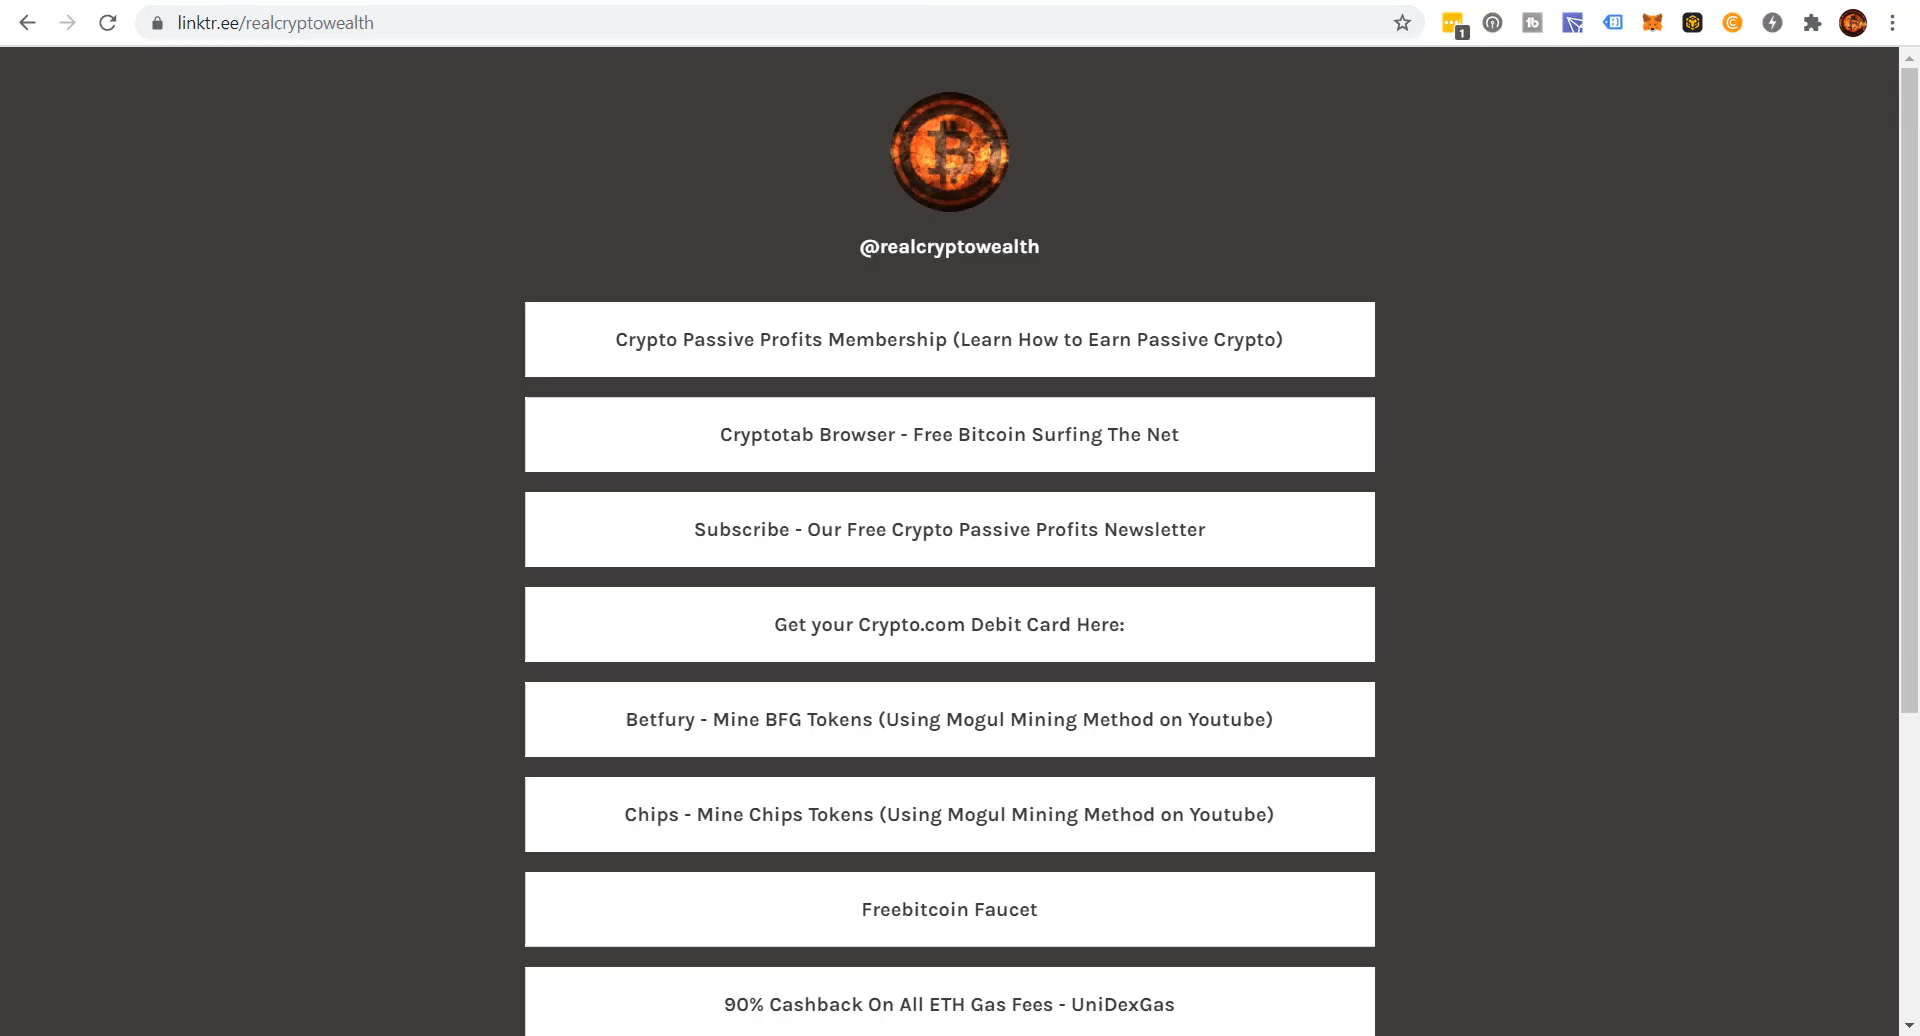 linktr.ee/realcryptowealth
1
@realcryptowealth
Crypto Passive Profits Membership (Learn How to Earn Passive Crypto)
Cryptotab Browser - Free Bitcoin Surfing The Net
Subscribe - Our Free Crypto Passive Profits Newsletter
Get your Crypto.com Debit Card Here:
Betfury - Mine BFG Tokens (Using Mogul Mining Method on Youtube)
Chips - Mine Chips Tokens (Using Mogul Mining Method on Youtube)
Freebitcoin Faucet
90% Cashback On All ETH Gas Fees - UniDexGas